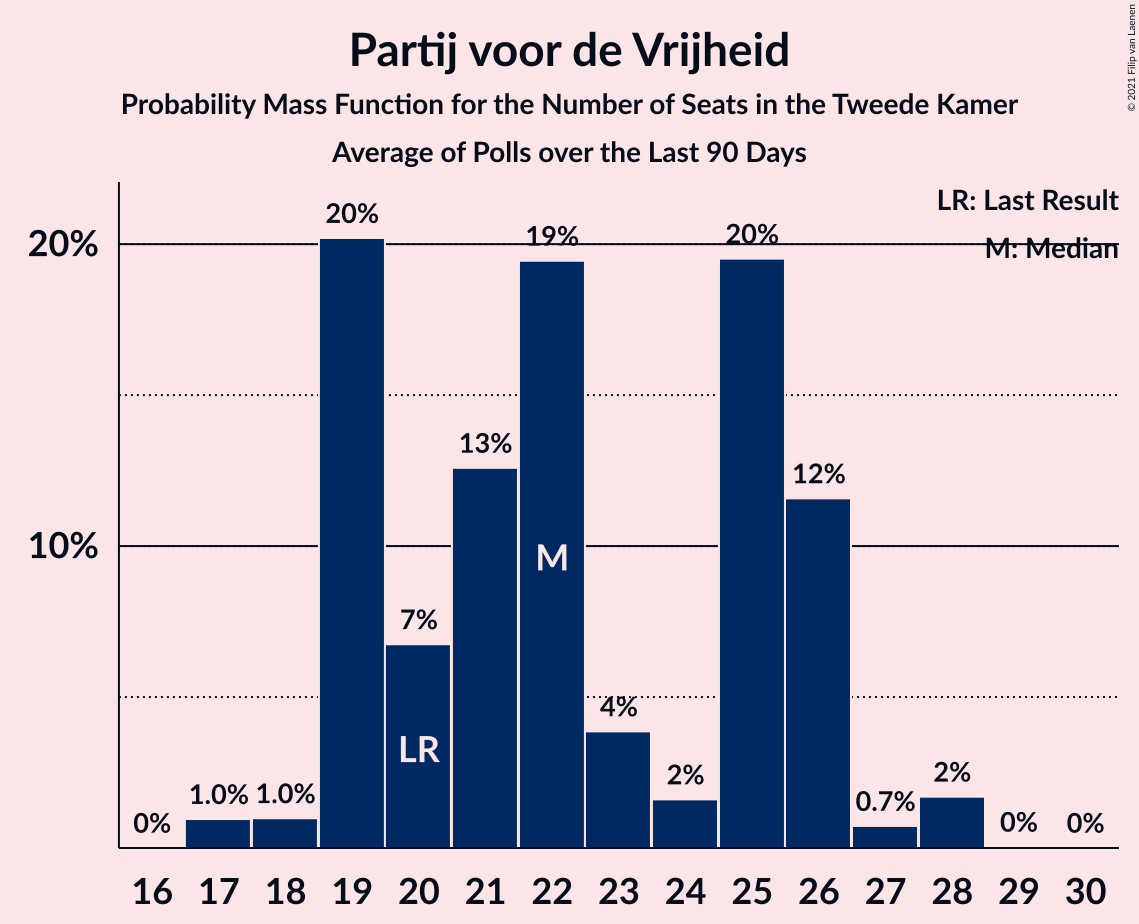 Partij voor de Vrijheid
Probability Mass Function for the Number of Seats in the Tweede Kamer
Average of Polls over the Last 90 Days
© 2021 Filip van Laenen
LR: Last Result
M: Median
20%
10%
0%
1.0%
1.0%
20%
7%
13%
19%
4%
2%
20%
12%
0.7%
2%
0%
0%
LR
M
16 17 18 19 20 21 22 23 24 25 26 27 28 29 30